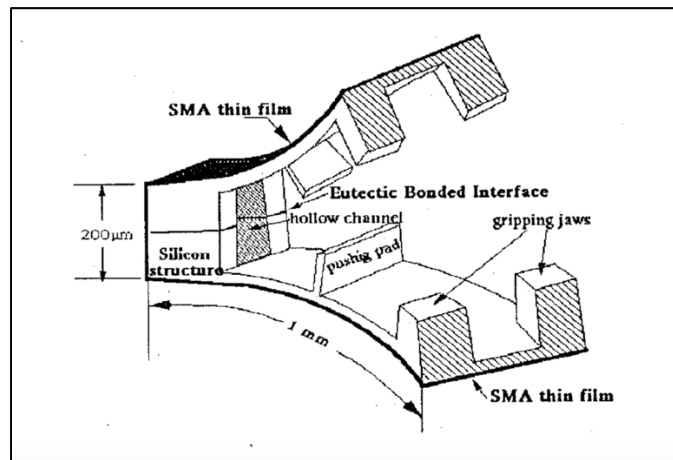 SMA thin film
Eutectic Bonded Interface
hollow channel
gripping jaws
200µm
Silicon
structure
pushig pad
1 mm
SMA thin film